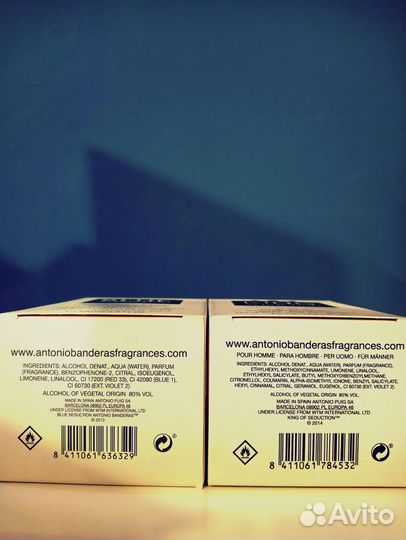 www.antoniobanderasfragrances.com
INGREDIENTS: ALCOHOL DENAT., AQUA (WATER), PARFUM
(FRAGRANCE), BENZOPHENONE-2, CITRAL, ISOEUGENOL,
LIMONENE, LINALOOL, CI 17200 (RED 33), CI 42090 (BLUE 1),
CI 60730 (EXT. VIOLET 2)
ALCOHOL OF VEGETAL ORIGIN 80% VOL.
MADE IN SPAIN ANTONIO PUIG SA
BARCELONA 08902 PL EUROPA 46
UNDER LICENSE FROM WTM INTERNATIONAL LTD
BLUE SEDUCTION ANTONIO BANDERAS™
© 2013
8 411061 636329
www.antoniobanderasfragrances.com
POUR HOMME · PARA HOMBRE · PER UOMO · FÜR MÄNNER
INGREDIENTS: ALCOHOL DENAT., AQUA (WATER), PARFUM (FRAGRANCE),
ETHYLHEXYL METHOXYCINNAMATE, LIMONENE, LINALOOL,
ETHYLHEXYL SALICYLATE, BUTYL METHOXYDIBENZOYLMETHANE,
CITRONELLOL, COUMARIN, ALPHA-ISOMETHYL IONONE, BENZYL SALICYLATE,
HEXYL CINNAMAL, CITRAL, GERANIOL, EUGENOL, CI 60730 (EXT. VIOLET 2).
ALCOHOL OF VEGETAL ORIGIN 80% VOL.
MADE IN SPAIN ANTONIO PUIG SA
BARCELONA 08902 PL EUROPA 46
UNDER LICENSE FROM WTM INTERNATIONAL LTD
KING OF SEDUCTION™
© 2014
8 411061 784532
Avito